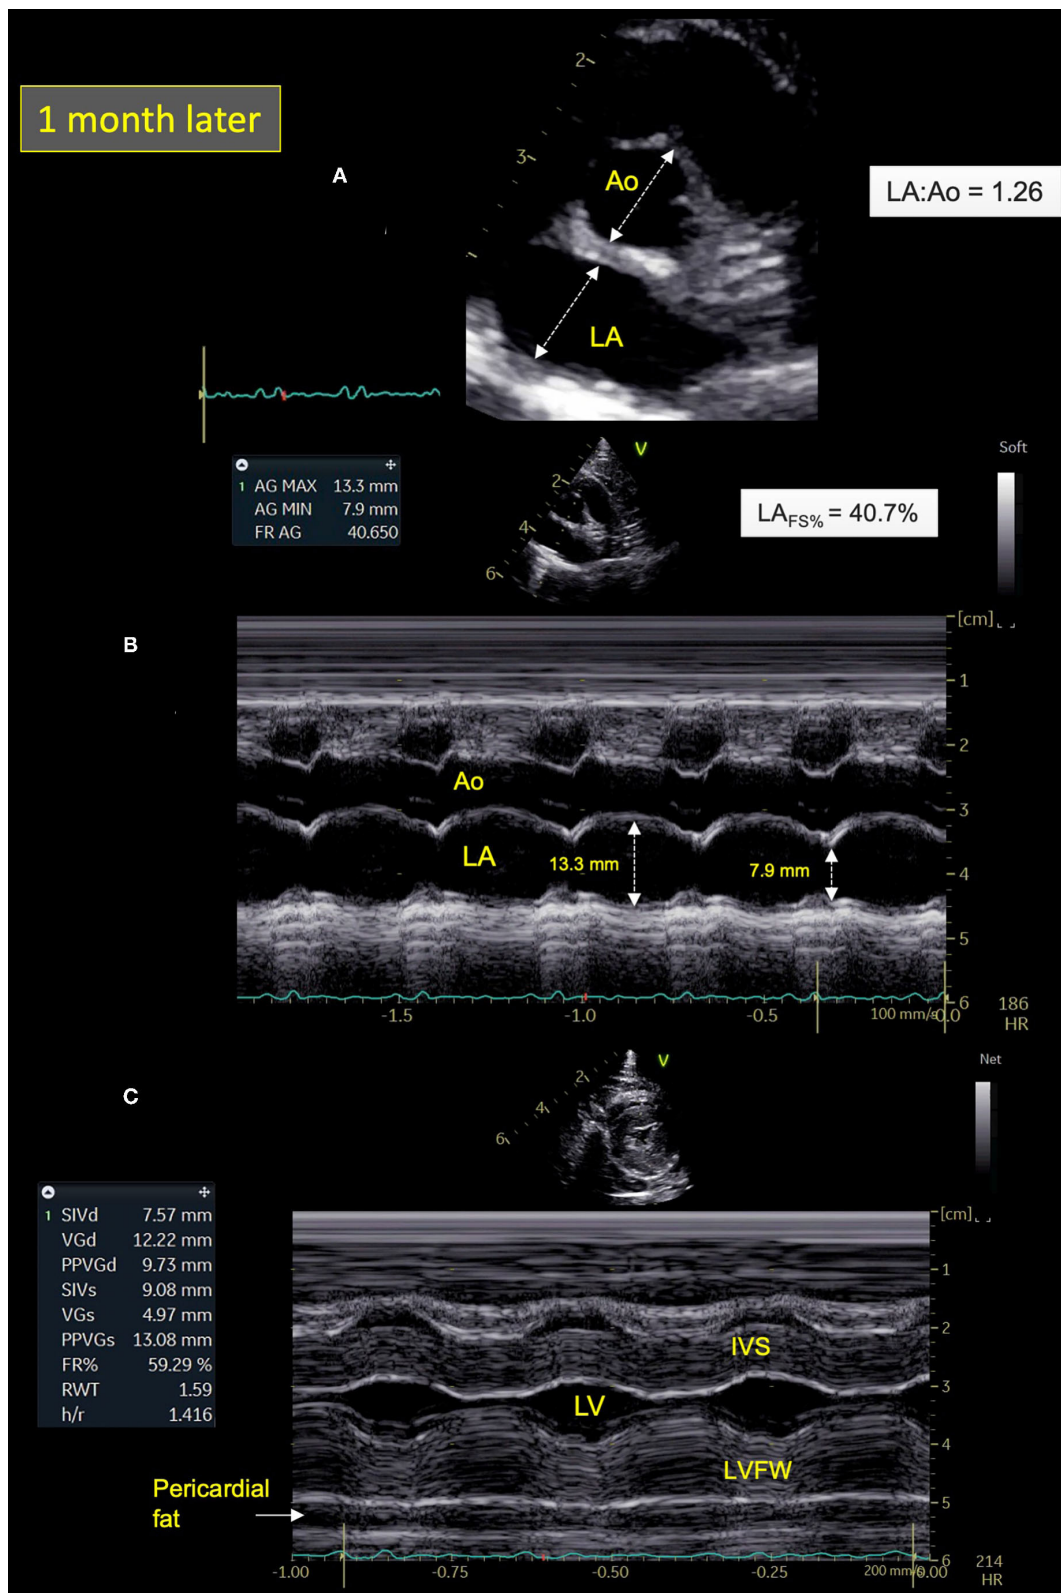 1 month later
A
2
3
Ao
LA
LA:Ao = 1.26
1 AG MAX 13.3 mm
AG MIN 7.9 mm
FR AG 40.650
V
2
4
6
LA FS% = 40.7%
Soft
B
[cm]
1
2
3
4
5
6
Ao
LA
13.3 mm
7.9 mm
-1.5
-1.0
-0.5
100 mm/s
0.0
186
HR
C
V
2
4
6
Net
1 SIVd 7.57 mm
VGd 12.22 mm
PPVGd 9.73 mm
SIVs 9.08 mm
VGs 4.97 mm
PPVGs 13.08 mm
FR% 59.29 %
RWT 1.59
h/r 1.416
[cm]
1
2
3
4
5
6
IVS
LV
LVFW
Pericardial
fat
-1.00
-0.75
-0.50
-0.25
200 mm/s
0.00
214
HR